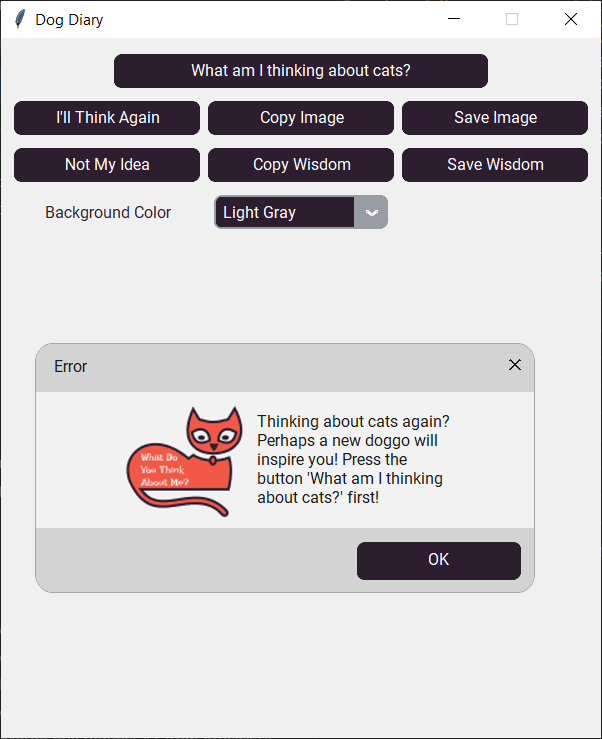 Dog Diary
What am I thinking about cats?
I'll Think Again
Copy Image
Save Image
Not My Idea
Copy Wisdom
Save Wisdom
Background Color
Light Gray
Error
What Do
You Think
About Me?
Thinking about cats again?
Perhaps a new doggo will
inspire you! Press the
button 'What am I thinking
about cats?' first!
OK